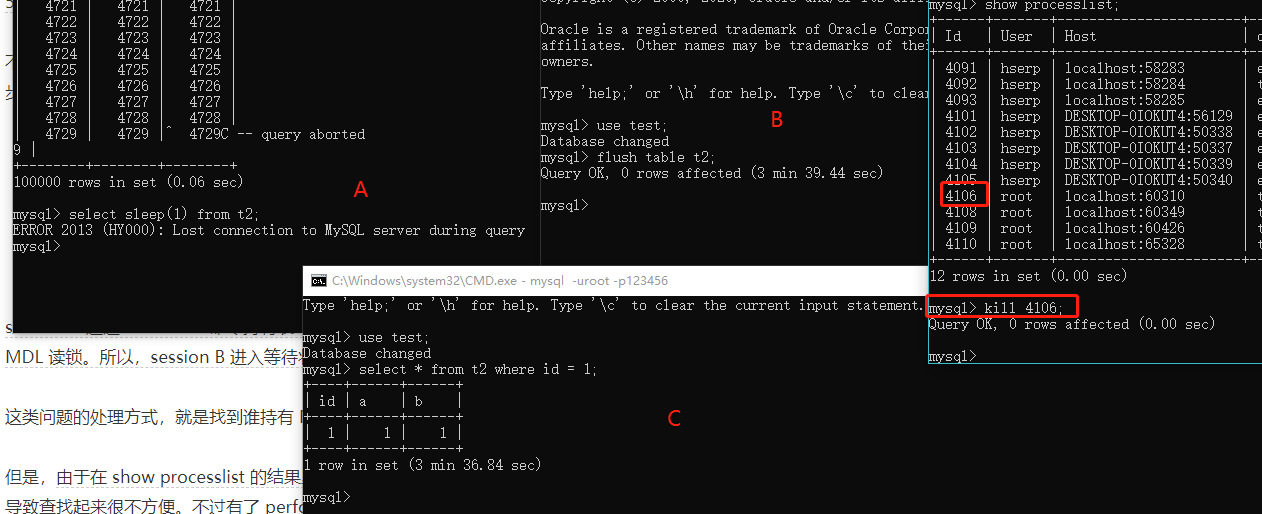 | 4721 | 4721 | 4721 |
| 4722 | 4722 | 4722 |
| 4723 | 4723 | 4723 |
| 4724 | 4724 | 4724 |
| 4725 | 4725 | 4725 |
| 4726 | 4726 | 4726 |
| 4727 | 4727 | 4727 |
| 4728 | 4728 | 4728 |
| 4729 | 4729 |^ 4729C -- query aborted
9 |
+--------+--------+--------+
100000 rows in set (0.06 sec)
A
mysql> select sleep(1) from t2;
ERROR 2013 (HY000): Lost connection to MySQL server during query
mysql>
Oracle is a registered trademark of Oracle Corpor
affiliates. Other names may be trademarks of thei
owners.
Type 'help;' or '\h' for help. Type '\c' to clear
B
mysql> use test;
Database changed
mysql> flush table t2;
Query OK, 0 rows affected (3 min 39.44 sec)
mysql>
mysql> show processlist;
| Id | User | Host
| 4091 | hserp | localhost:58283
| 4092 | hserp | localhost:58284
| 4093 | hserp | localhost:58285
| 4101 | hserp | DESKTOP-0IOKUT4:56129
| 4102 | hserp | DESKTOP-0IOKUT4:50338
| 4103 | hserp | DESKTOP-0IOKUT4:50337
| 4104 | hserp | DESKTOP-0IOKUT4:50339
| 4105 | hserp | DESKTOP-0IOKUT4:50340
| 4106 | root | localhost:60310
| 4108 | root | localhost:60349
| 4109 | root | localhost:60426
| 4110 | root | localhost:65328
12 rows in set (0.00 sec)
mysql> kill 4106;
Query OK, 0 rows affected (0.00 sec)
mysql>
C:\Windows\system32\CMD.exe - mysql -uroot -p123456
Type 'help;' or '\h' for help. Type '\c' to clear the current input statement.
mysql> use test;
Database changed
mysql> select * from t2 where id = 1;
+----+------+------+
| id | a | b |
+----+------+------+
| 1 | 1 | 1 |
+----+------+------+
1 row in set (3 min 36.84 sec)
C
mysql>
MDL 读锁。所以，session B 进入等待
这类问题的处理方式，就是找到谁持有
但是，由于在 show processlist 的结果
导致查找起来很不方便。不过有了 perfo